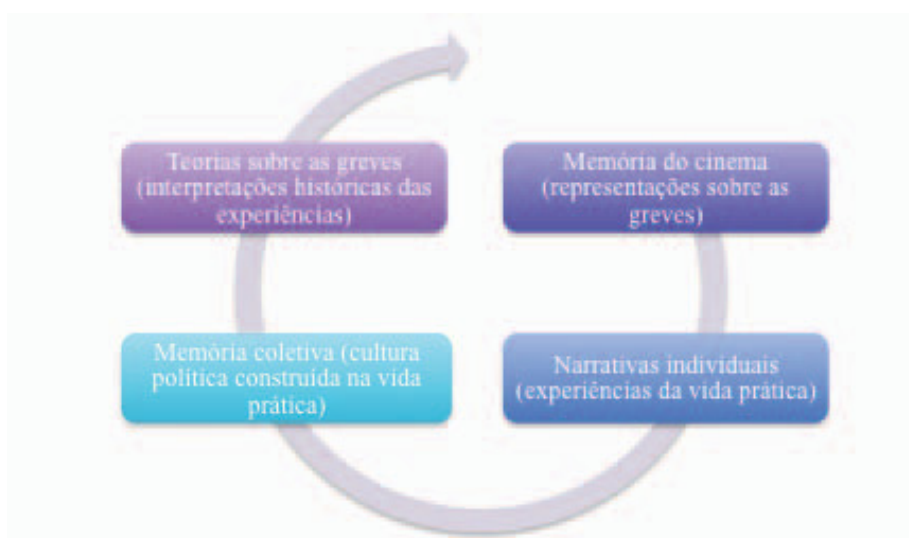 Teorias sobre as greves
(interpretações históricas das
experiências)
Memória do cinema
(representações sobre as
greves)
Memória coletiva (cultura
política construída na vida
prática)
Narrativas individuais
(experiências da vida prática)